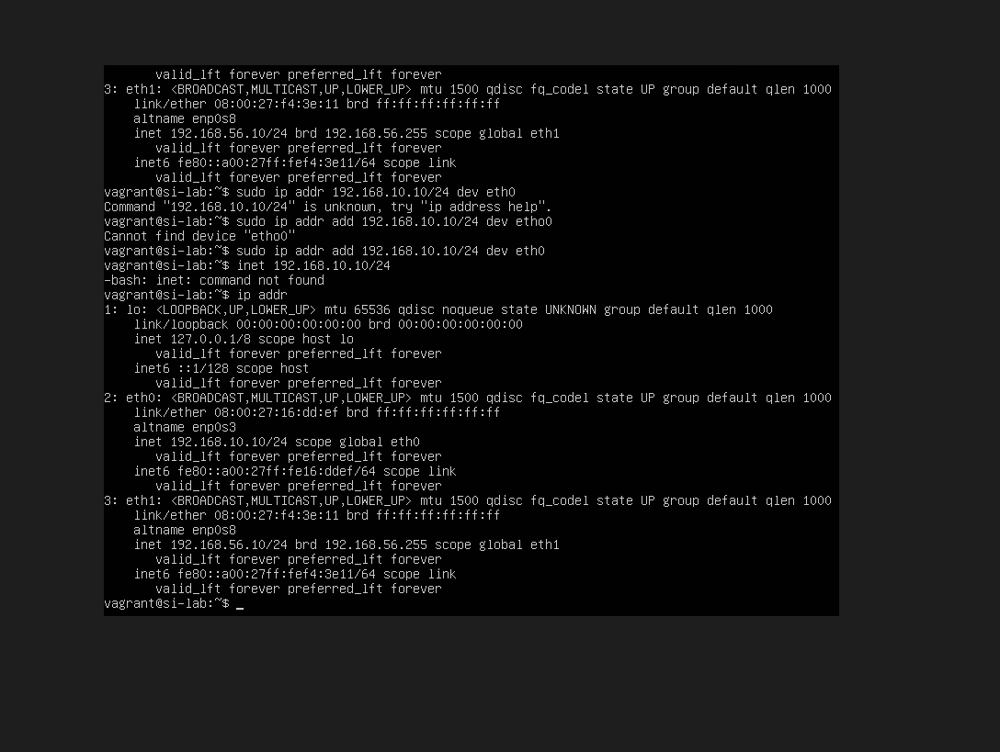 valid_lft forever preferred_lft forever
3: eth1: <BROADCAST,MULTICAST,UP,LOWER_UP> mtu 1500 qdisc fq_codel state UP group default qlen 1000
link/ether 08:00:27:f4:3e:11 brd ff:ff:ff:ff:ff:ff
altname enp0s8
inet 192.168.56.10/24 brd 192.168.56.255 scope global eth1
valid_lft forever preferred_lft forever
inet6 fe80::a00:27ff:fef4:3e11/64 scope link
valid_lft forever preferred_lft forever
vagrant@si-lab:~$ sudo ip addr 192.168.10.10/24 dev eth0
Command "192.168.10.10/24" is unknown, try "ip address help".
vagrant@si-lab:~$ sudo ip addr add 192.168.10.10/24 dev etho0
Cannot find device "etho0"
vagrant@si-lab:~$ sudo ip addr add 192.168.10.10/24 dev eth0
vagrant@si-lab:~$ inet 192.168.10.10/24
-bash: inet: command not found
vagrant@si-lab:~$ ip addr
1: lo: <LOOPBACK,UP,LOWER_UP> mtu 65536 qdisc noqueue state UNKNOWN group default qlen 1000
link/loopback 00:00:00:00:00:00 brd 00:00:00:00:00:00
inet 127.0.0.1/8 scope host lo
valid_lft forever preferred_lft forever
inet6 ::1/128 scope host
valid_lft forever preferred_lft forever
2: eth0: <BROADCAST,MULTICAST,UP,LOWER_UP> mtu 1500 qdisc fq_codel state UP group default qlen 1000
link/ether 08:00:27:16:dd:ef brd ff:ff:ff:ff:ff:ff
altname enp0s3
inet 192.168.10.10/24 scope global eth0
valid_lft forever preferred_lft forever
inet6 fe80::a00:27ff:fe16:ddef/64 scope link
valid_lft forever preferred_lft forever
3: eth1: <BROADCAST,MULTICAST,UP,LOWER_UP> mtu 1500 qdisc fq_codel state UP group default qlen 1000
link/ether 08:00:27:f4:3e:11 brd ff:ff:ff:ff:ff:ff
altname enp0s8
inet 192.168.56.10/24 brd 192.168.56.255 scope global eth1
valid_lft forever preferred_lft forever
inet6 fe80::a00:27ff:fef4:3e11/64 scope link
valid_lft forever preferred_lft forever
vagrant@si-lab:~$ _